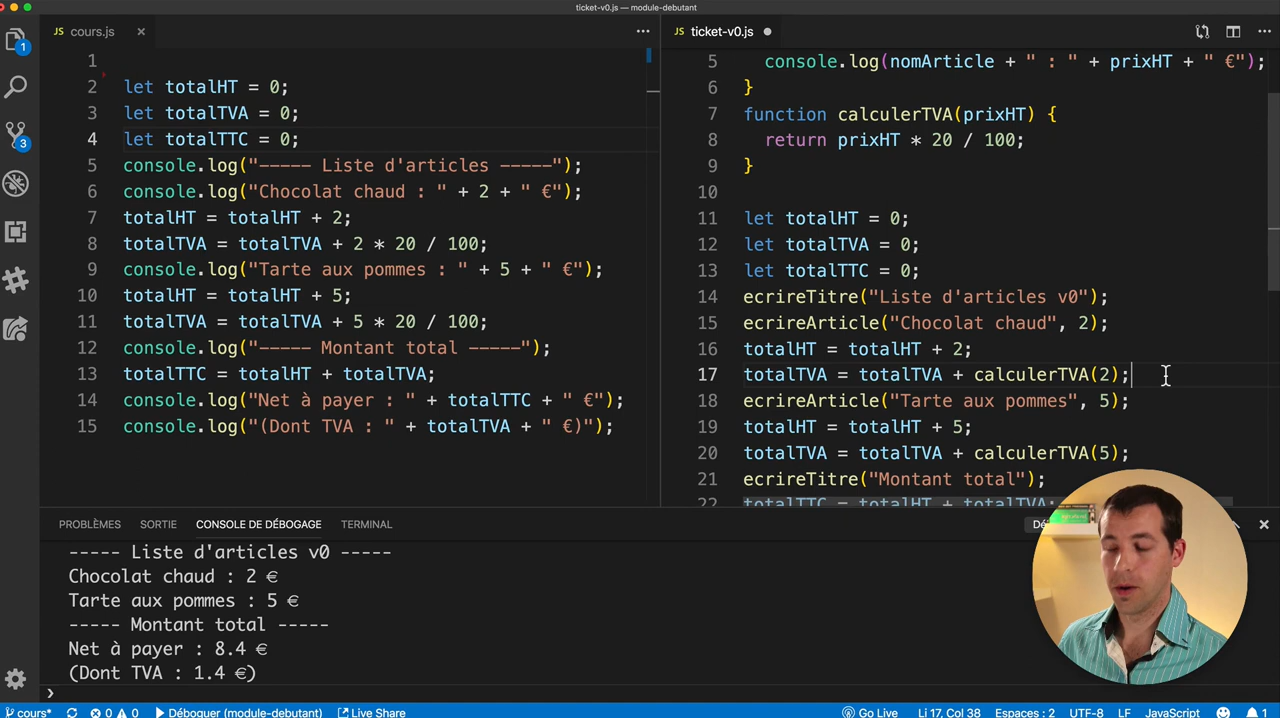 ticket-v0.js — module-debutant
JS cours.js ×
1
2 let totalHT = 0;
3 let totalTVA = 0;
4 let totalTTC = 0;
5 console.log("----- Liste d'articles -----");
6 console.log("Chocolat chaud : " + 2 + " €");
7 totalHT = totalHT + 2;
8 totalTVA = totalTVA + 2 * 20 / 100;
9 console.log("Tarte aux pommes : " + 5 + " €");
10 totalHT = totalHT + 5;
11 totalTVA = totalTVA + 5 * 20 / 100;
12 console.log("----- Montant total -----");
13 totalTTC = totalHT + totalTVA;
14 console.log("Net à payer : " + totalTTC + " €");
15 console.log("(Dont TVA : " + totalTVA + " €)");
JS ticket-v0.js
5 console.log(nomArticle + " : " + prixHT + " €");
6 }
7 function calculerTVA(prixHT) {
8 return prixHT * 20 / 100;
9 }
10
11 let totalHT = 0;
12 let totalTVA = 0;
13 let totalTTC = 0;
14 ecrireTitre("Liste d'articles v0");
15 ecrireArticle("Chocolat chaud", 2);
16 totalHT = totalHT + 2;
17 totalTVA = totalTVA + calculerTVA(2);
18 ecrireArticle("Tarte aux pommes", 5);
19 totalHT = totalHT + 5;
20 totalTVA = totalTVA + calculerTVA(5);
21 ecrireTitre("Montant total");
22 totalTTC = totalHT + totalTVA;
1
3
PROBLÈMES SORTIE CONSOLE DE DÉBOGAGE TERMINAL
----- Liste d'articles v0 -----
Chocolat chaud : 2 €
Tarte aux pommes : 5 €
----- Montant total -----
Net à payer : 8.4 €
(Dont TVA : 1.4 €)
cours* 0 0 Déboguer (module-debutant) Live Share Go Live Li 17, Col 38 Espaces : 2 UTF-8 LF JavaScript 1